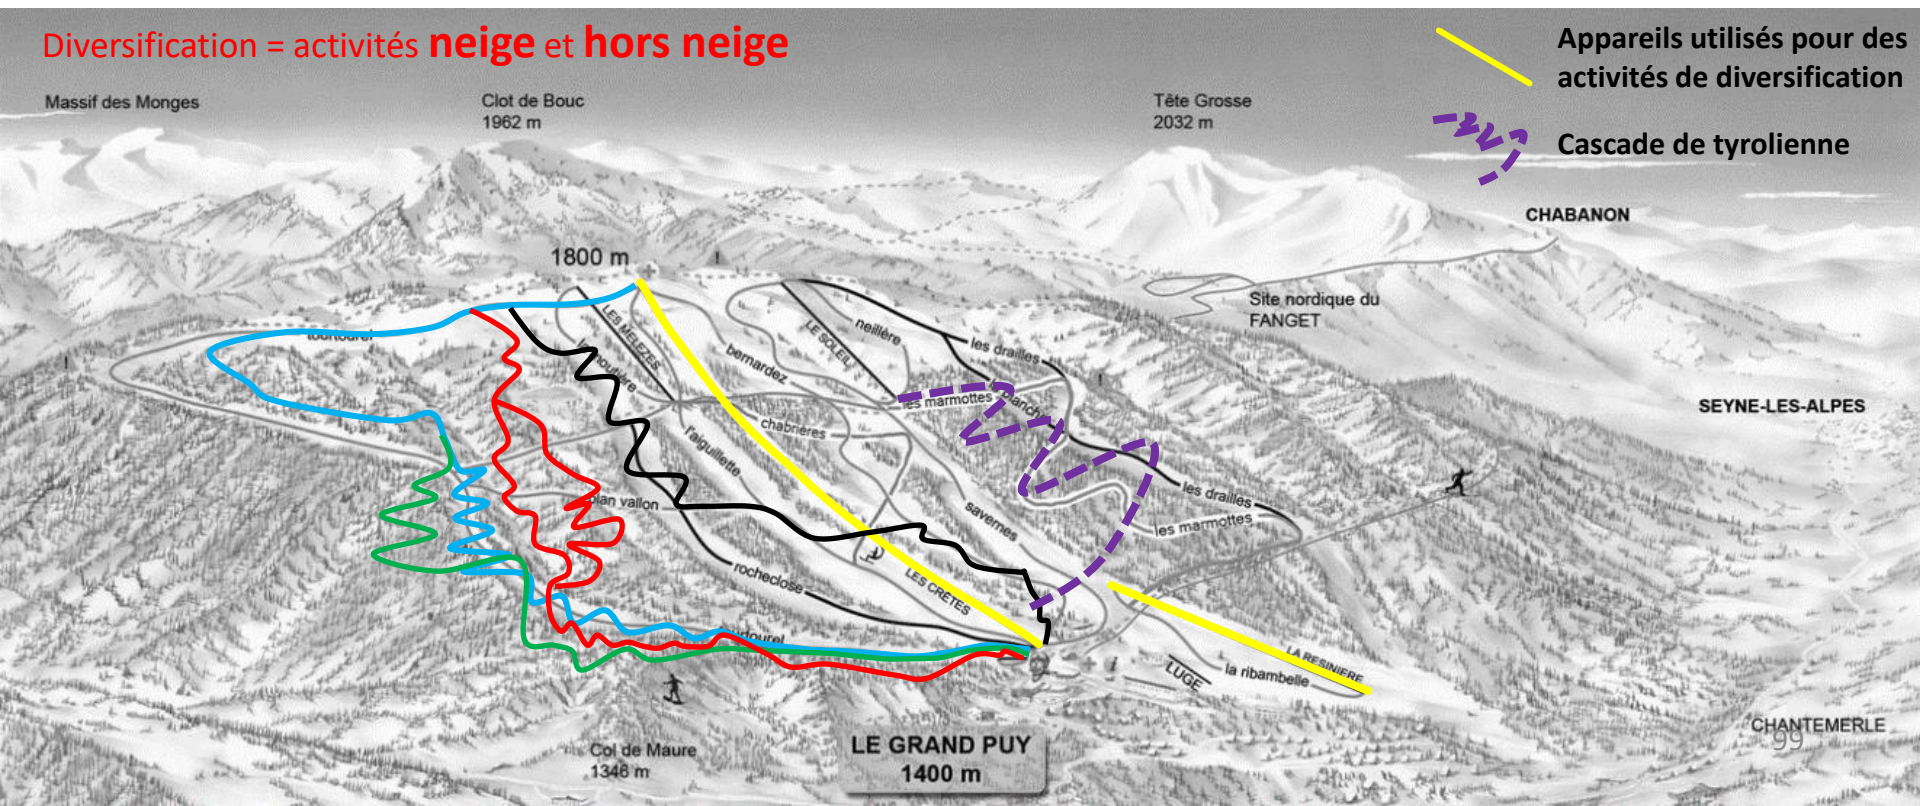 Diversification = activités neige et hors neige
Appareils utilisés pour des
activités de diversification
Cascade de tyrolienne
Massif des Monges
Clot de Bouc
1962 m
Tête Grosse
2032 m
CHABANON
1800 m
Site nordique du
FANGET
SEYNE-LES-ALPES
tourtourel
LES MELEZES
LE SOLEIL
neillère
les drailles
bernardez
les marmottes
chabrières
l'aiguillette
plan vallon
savernes
les drailles
les marmottes
rocheclose
LES CRÊTES
LA RESINIERE
la ribambelle
LUGE
i
CHANTEMERLE
99
Col de Maure
1346 m
LE GRAND PUY
1400 m